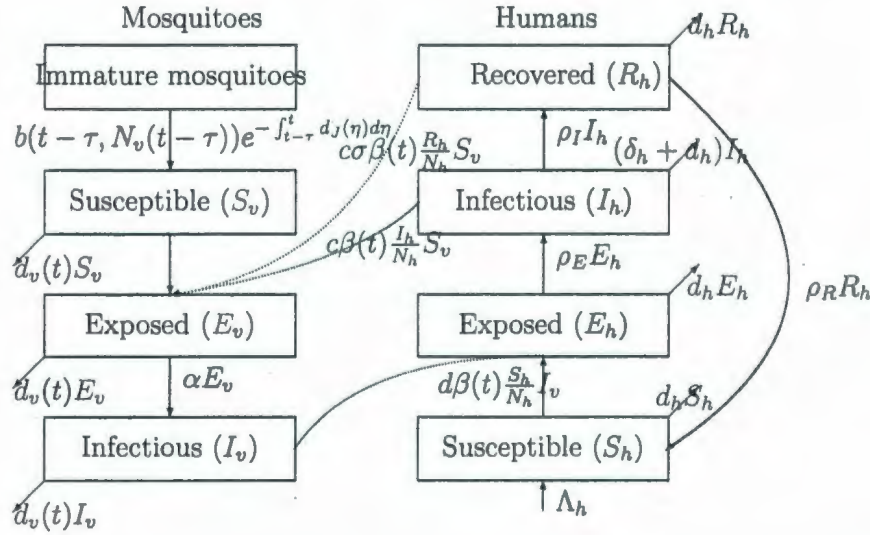 Mosquitoes
Humans
Immature mosquitoes
Recovered (R_h)
d_h R_h
b(t − τ, N_v(t − τ))e^{−∫_{t−τ}^{t} d_J(η)dη}
cσβ(t) R_h/N_h S_v
ρ_I I_h
(δ_h + d_h)I_h
Susceptible (S_v)
Infectious (I_h)
d_v(t)S_v
cβ(t) I_h/N_h S_v
ρ_E E_h
d_h E_h
ρ_R R_h
Exposed (E_v)
Exposed (E_h)
d_v(t)E_v
αE_v
dβ(t) S_h/N_h I_v
d_h S_h
Infectious (I_v)
Susceptible (S_h)
d_v(t)I_v
Λ_h